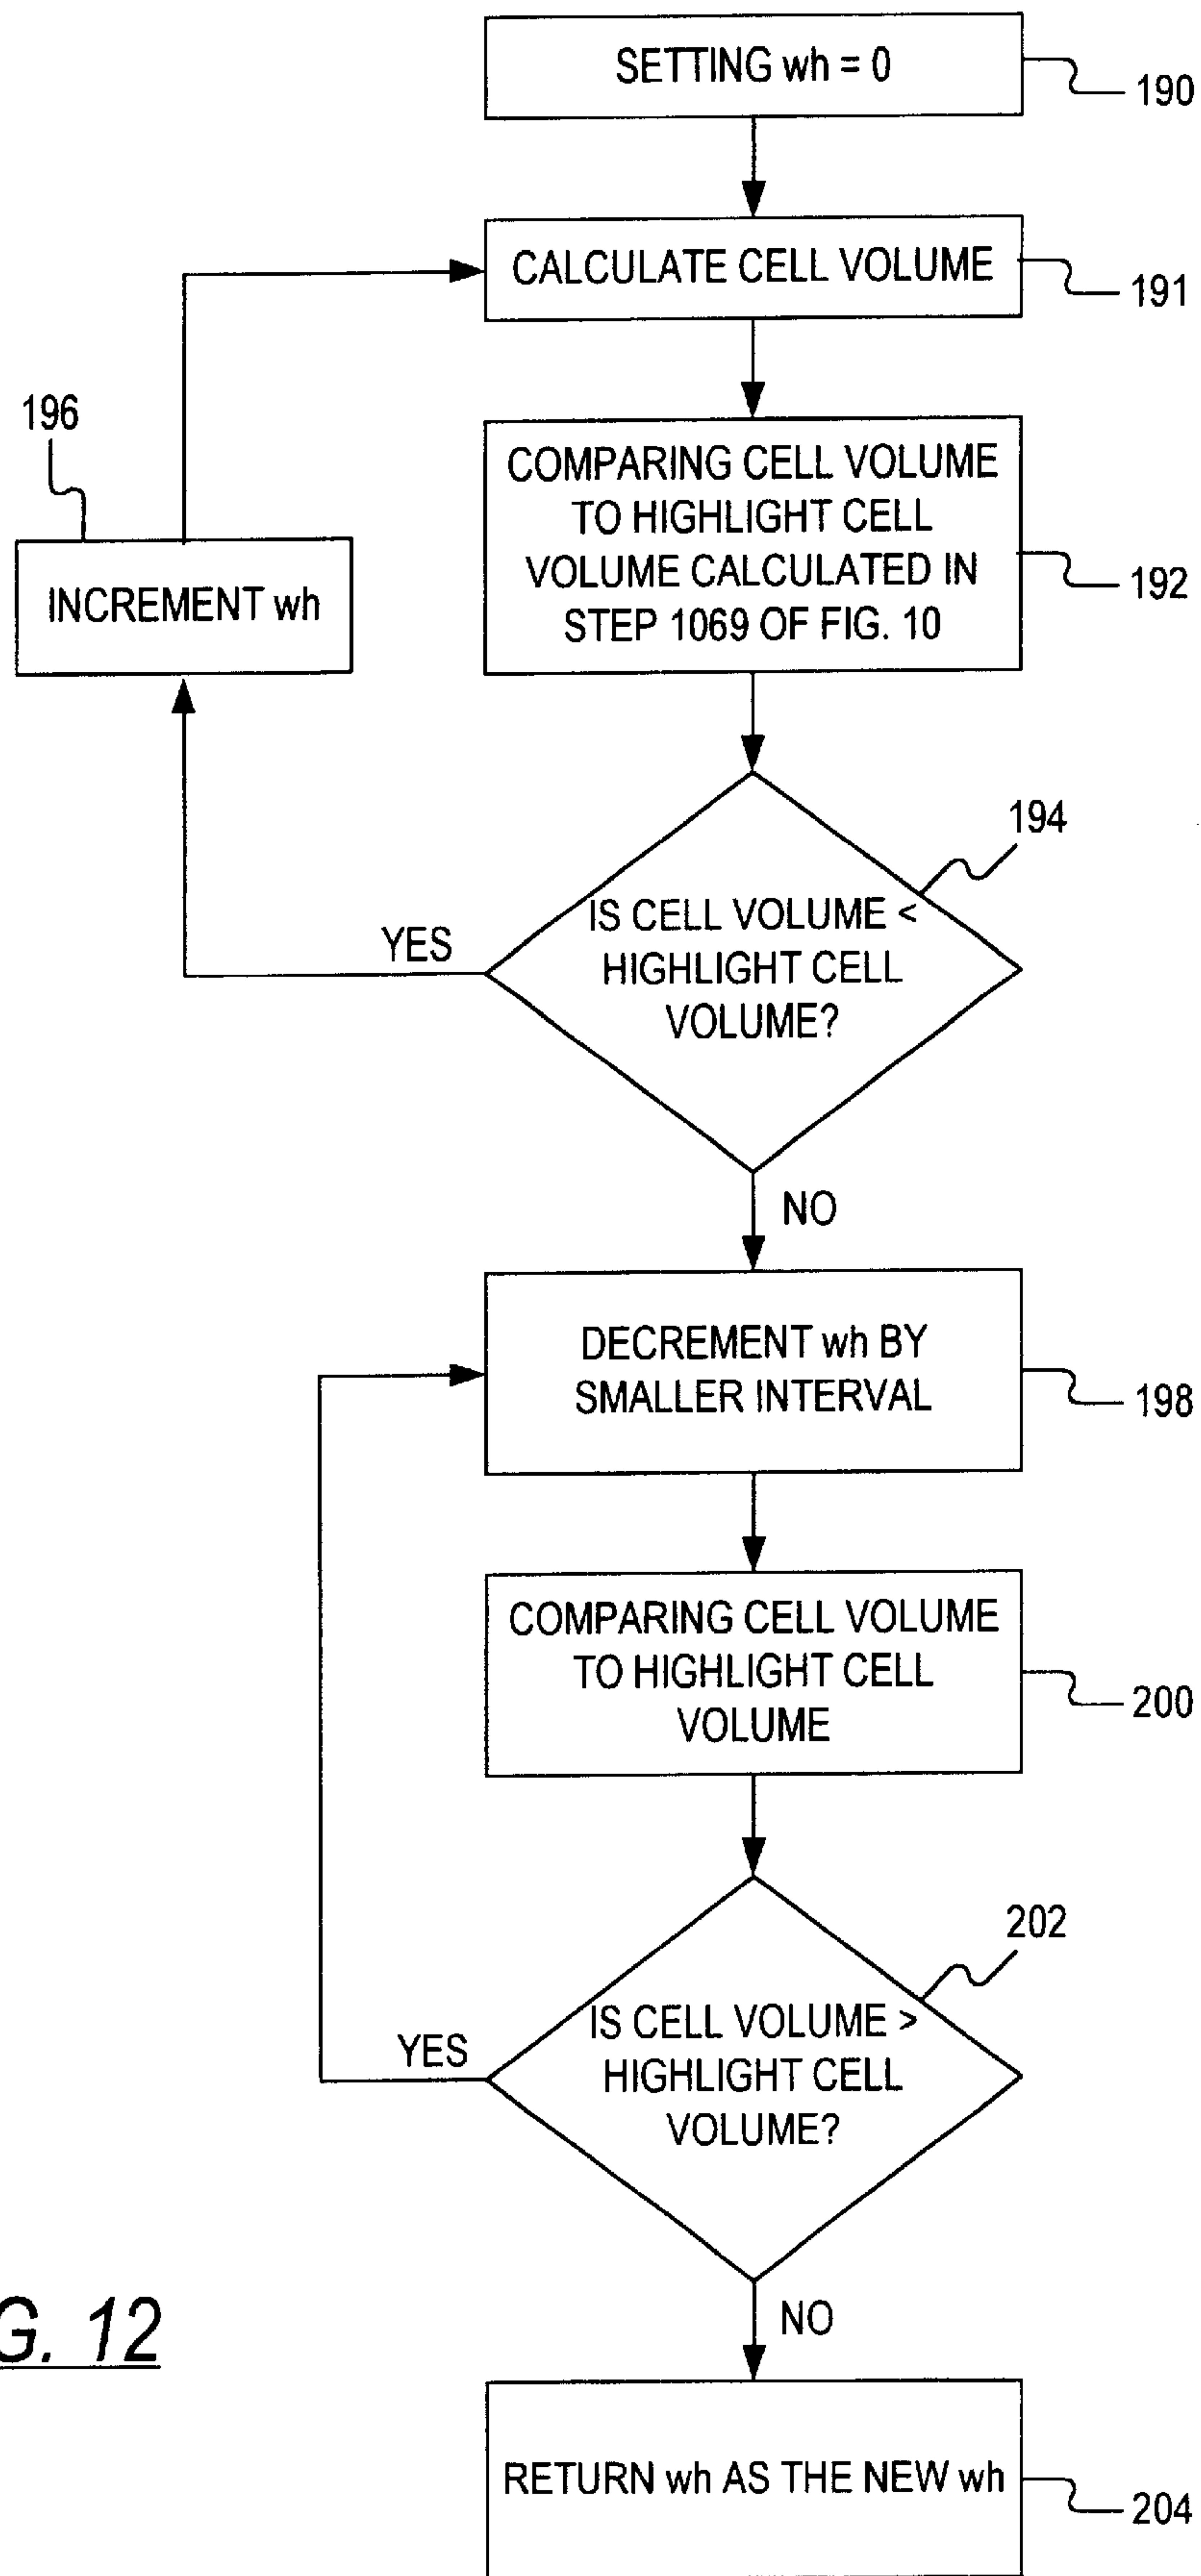 SETTING wh = 0
190
CALCULATE CELL VOLUME
191
196
INCREMENT wh
COMPARING CELL VOLUME
TO HIGHLIGHT CELL
VOLUME CALCULATED IN
STEP 1069 OF FIG. 10
192
194
IS CELL VOLUME <
HIGHLIGHT CELL
VOLUME?
YES
NO
DECREMENT wh BY
SMALLER INTERVAL
198
COMPARING CELL VOLUME
TO HIGHLIGHT CELL
VOLUME
200
202
IS CELL VOLUME >
HIGHLIGHT CELL
VOLUME?
YES
NO
G. 12
RETURN wh AS THE NEW wh
204